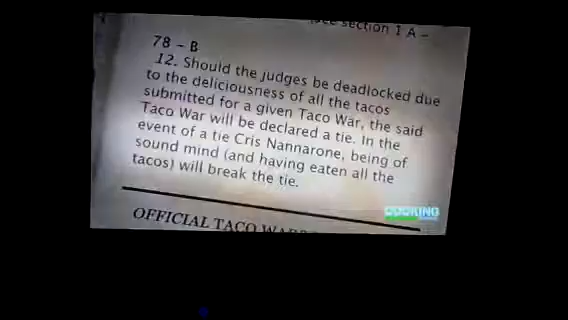 (see section 1 A -
78 - B
12. Should the judges be deadlocked due
to the deliciousness of all the tacos
submitted for a given Taco War, the said
Taco War will be declared a tie. In the
event of a tie Cris Nannarone, being of
sound mind (and having eaten all the
tacos) will break the tie.
OFFICIAL TACO
COOKING